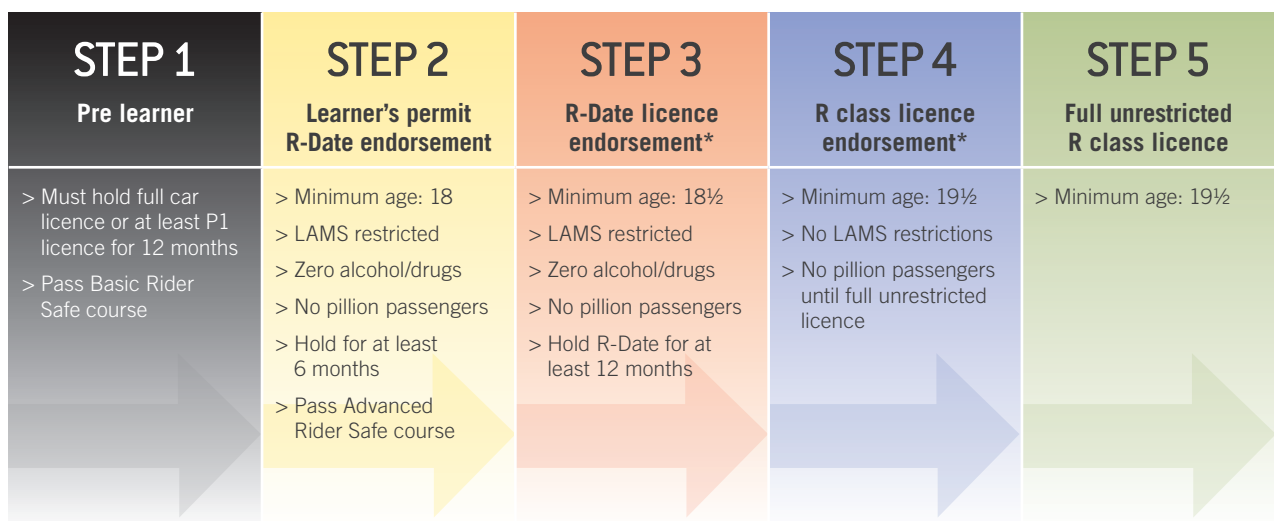 STEP 1
Pre learner
> Must hold full car
licence or at least P1
licence for 12 months
> Pass Basic Rider
Safe course
STEP 2
Learner's permit
R-Date endorsement
> Minimum age: 18
> LAMS restricted
> Zero alcohol/drugs
> No pillion passengers
> Hold for at least
6 months
> Pass Advanced
Rider Safe course
STEP 3
R-Date licence
endorsement*
> Minimum age: 18½
> LAMS restricted
> Zero alcohol/drugs
> No pillion passengers
> Hold R-Date for at
least 12 months
STEP 4
R class licence
endorsement*
> Minimum age: 19½
> No LAMS restrictions
> No pillion passengers
until full unrestricted
licence
STEP 5
Full unrestricted
R class licence
> Minimum age: 19½